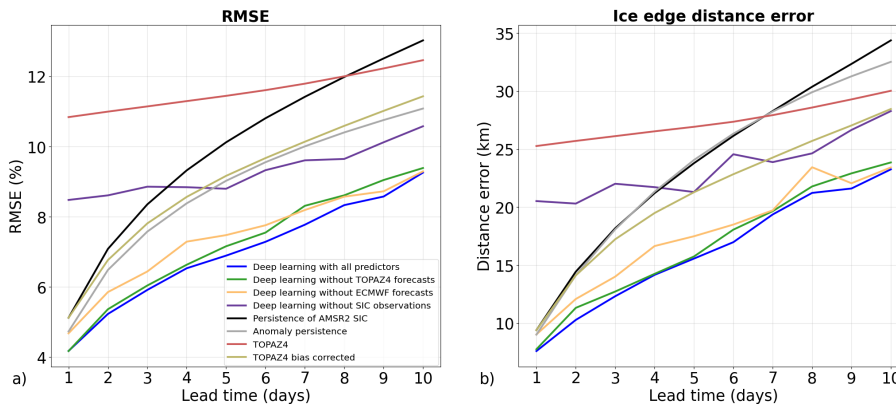 RMSE
12
10
8
6
4
RMSE (%)
1 2 3 4 5 6 7 8 9 10
Lead time (days)
a)
Deep learning with all predictors
Deep learning without TOPAZ4 forecasts
Deep learning without ECMWF forecasts
Deep learning without SIC observations
Persistence of AMSR2 SIC
Anomaly persistence
TOPAZ4
TOPAZ4 bias corrected
Ice edge distance error
35
30
25
20
15
10
Distance error (km)
1 2 3 4 5 6 7 8 9 10
Lead time (days)
b)